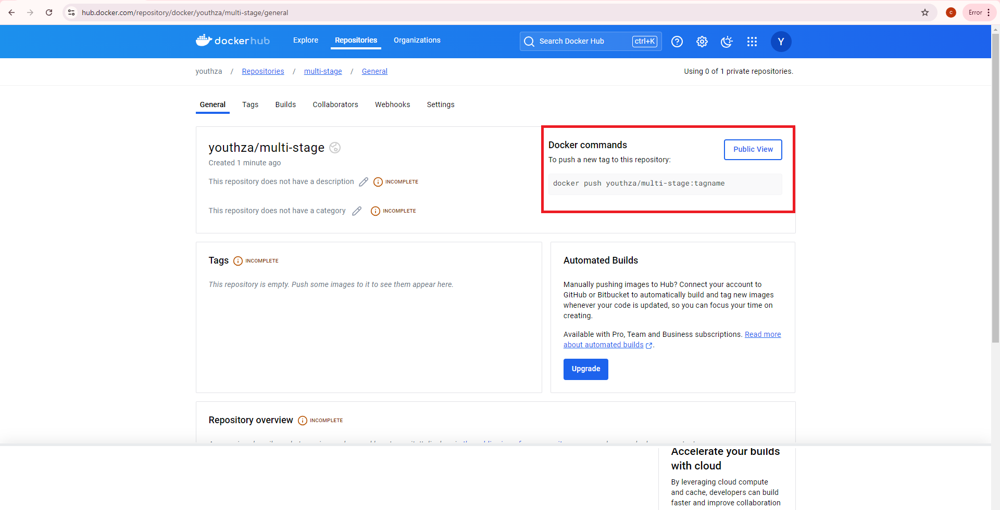 hub.docker.com/repository/docker/youthza/multi-stage/general
C
Error
dockerhub
Explore
Repositories
Organizations
Search Docker Hub
ctrl+K
Y
youthza / Repositories / multi-stage / General
Using 0 of 1 private repositories.
General
Tags
Builds
Collaborators
Webhooks
Settings
youthza/multi-stage
Created 1 minute ago
This repository does not have a description
INCOMPLETE
This repository does not have a category
INCOMPLETE
Docker commands
Public View
To push a new tag to this repository:
docker push youthza/multi-stage:tagname
Tags
INCOMPLETE
This repository is empty. Push some images to it to see them appear here.
Automated Builds
Manually pushing images to Hub? Connect your account to
GitHub or Bitbucket to automatically build and tag new images
whenever your code is updated, so you can focus your time on
creating.
Available with Pro, Team and Business subscriptions. Read more
about automated builds .
Upgrade
Repository overview
INCOMPLETE
Accelerate your builds
with cloud
By leveraging cloud compute
and cache, developers can build
faster and improve collaboration